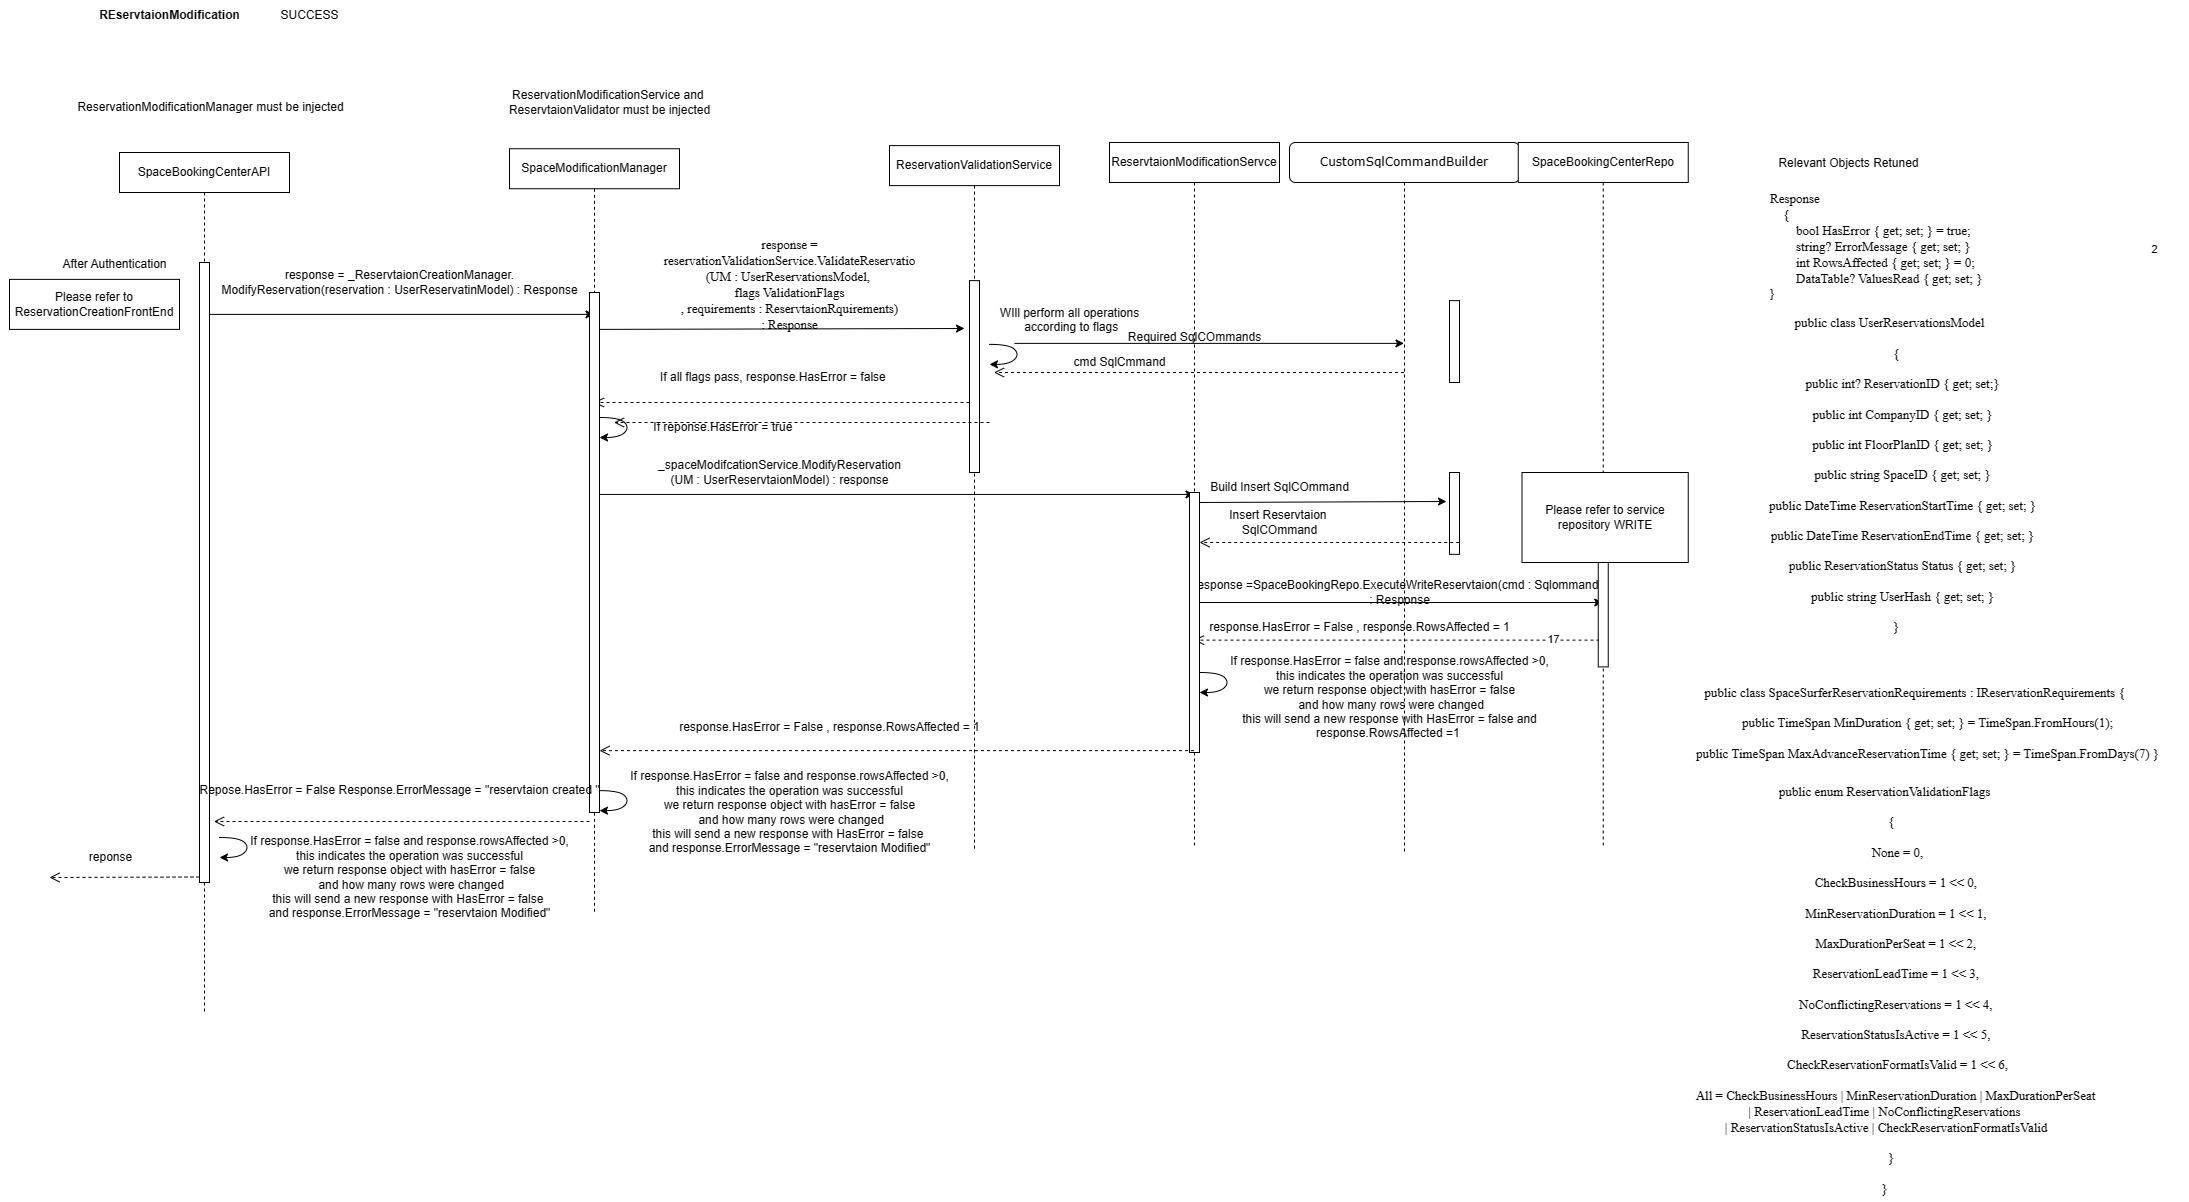 REservtaionModification
SUCCESS
ReservationModificationManager must be injected
ReservationModificationService and
ReservtaionValidator must be injected
SpaceBookingCenterAPI
SpaceModificationManager
ReservationValidationService
ReservtaionModificationServce
CustomSqlCommandBuilder
SpaceBookingCenterRepo
After Authentication
Please refer to
ReservationCreationFrontEnd
response = _ReservtaionCreationManager.
ModifyReservation(reservation : UserReservatinModel) : Response
response =
reservationValidationService.ValidateReservatio
(UM : UserReservationsModel,
flags ValidationFlags
, requirements : ReservtaionRquirements)
: Response
WIll perform all operations
according to flags
Required SqlCOmmands
cmd SqlCmmand
If all flags pass, response.HasError = false
If reponse.HasError = true
_spaceModifcationService.ModifyReservation
(UM : UserReservtaionModel) : response
Build Insert SqlCOmmand
Insert Reservtaion
SqlCOmmand
Please refer to service
repository WRITE
esponse =SpaceBookingRepo.ExecuteWriteReservtaion(cmd : Sqlommand
: Response
response.HasError = False , response.RowsAffected = 1
17
If response.HasError = false and response.rowsAffected >0,
this indicates the operation was successful
we return response object with hasError = false
and how many rows were changed
this will send a new response with HasError = false and
response.RowsAffected =1
response.HasError = False , response.RowsAffected = 1
If response.HasError = false and response.rowsAffected >0,
this indicates the operation was successful
we return response object with hasError = false
and how many rows were changed
this will send a new response with HasError = false
and response.ErrorMessage = "reservtaion Modified"
Repose.HasError = False Response.ErrorMessage = "reservtaion created "
If response.HasError = false and response.rowsAffected >0,
this indicates the operation was successful
we return response object with hasError = false
and how many rows were changed
this will send a new response with HasError = false
and response.ErrorMessage = "reservtaion Modified"
reponse
Relevant Objects Retuned
Response
{
bool HasError { get; set; } = true;
string? ErrorMessage { get; set; }
int RowsAffected { get; set; } = 0;
DataTable? ValuesRead { get; set; }
}
2
public class UserReservationsModel
{
public int? ReservationID { get; set;}
public int CompanyID { get; set; }
public int FloorPlanID { get; set; }
public string SpaceID { get; set; }
public DateTime ReservationStartTime { get; set; }
public DateTime ReservationEndTime { get; set; }
public ReservationStatus Status { get; set; }
public string UserHash { get; set; }
}
public class SpaceSurferReservationRequirements : IReservationRequirements {
public TimeSpan MinDuration { get; set; } = TimeSpan.FromHours(1);
public TimeSpan MaxAdvanceReservationTime { get; set; } = TimeSpan.FromDays(7) }
public enum ReservationValidationFlags
{
None = 0,
CheckBusinessHours = 1 << 0,
MinReservationDuration = 1 << 1,
MaxDurationPerSeat = 1 << 2,
ReservationLeadTime = 1 << 3,
NoConflictingReservations = 1 << 4,
ReservationStatusIsActive = 1 << 5,
CheckReservationFormatIsValid = 1 << 6,
All = CheckBusinessHours | MinReservationDuration | MaxDurationPerSeat
| ReservationLeadTime | NoConflictingReservations
| ReservationStatusIsActive | CheckReservationFormatIsValid
}
}